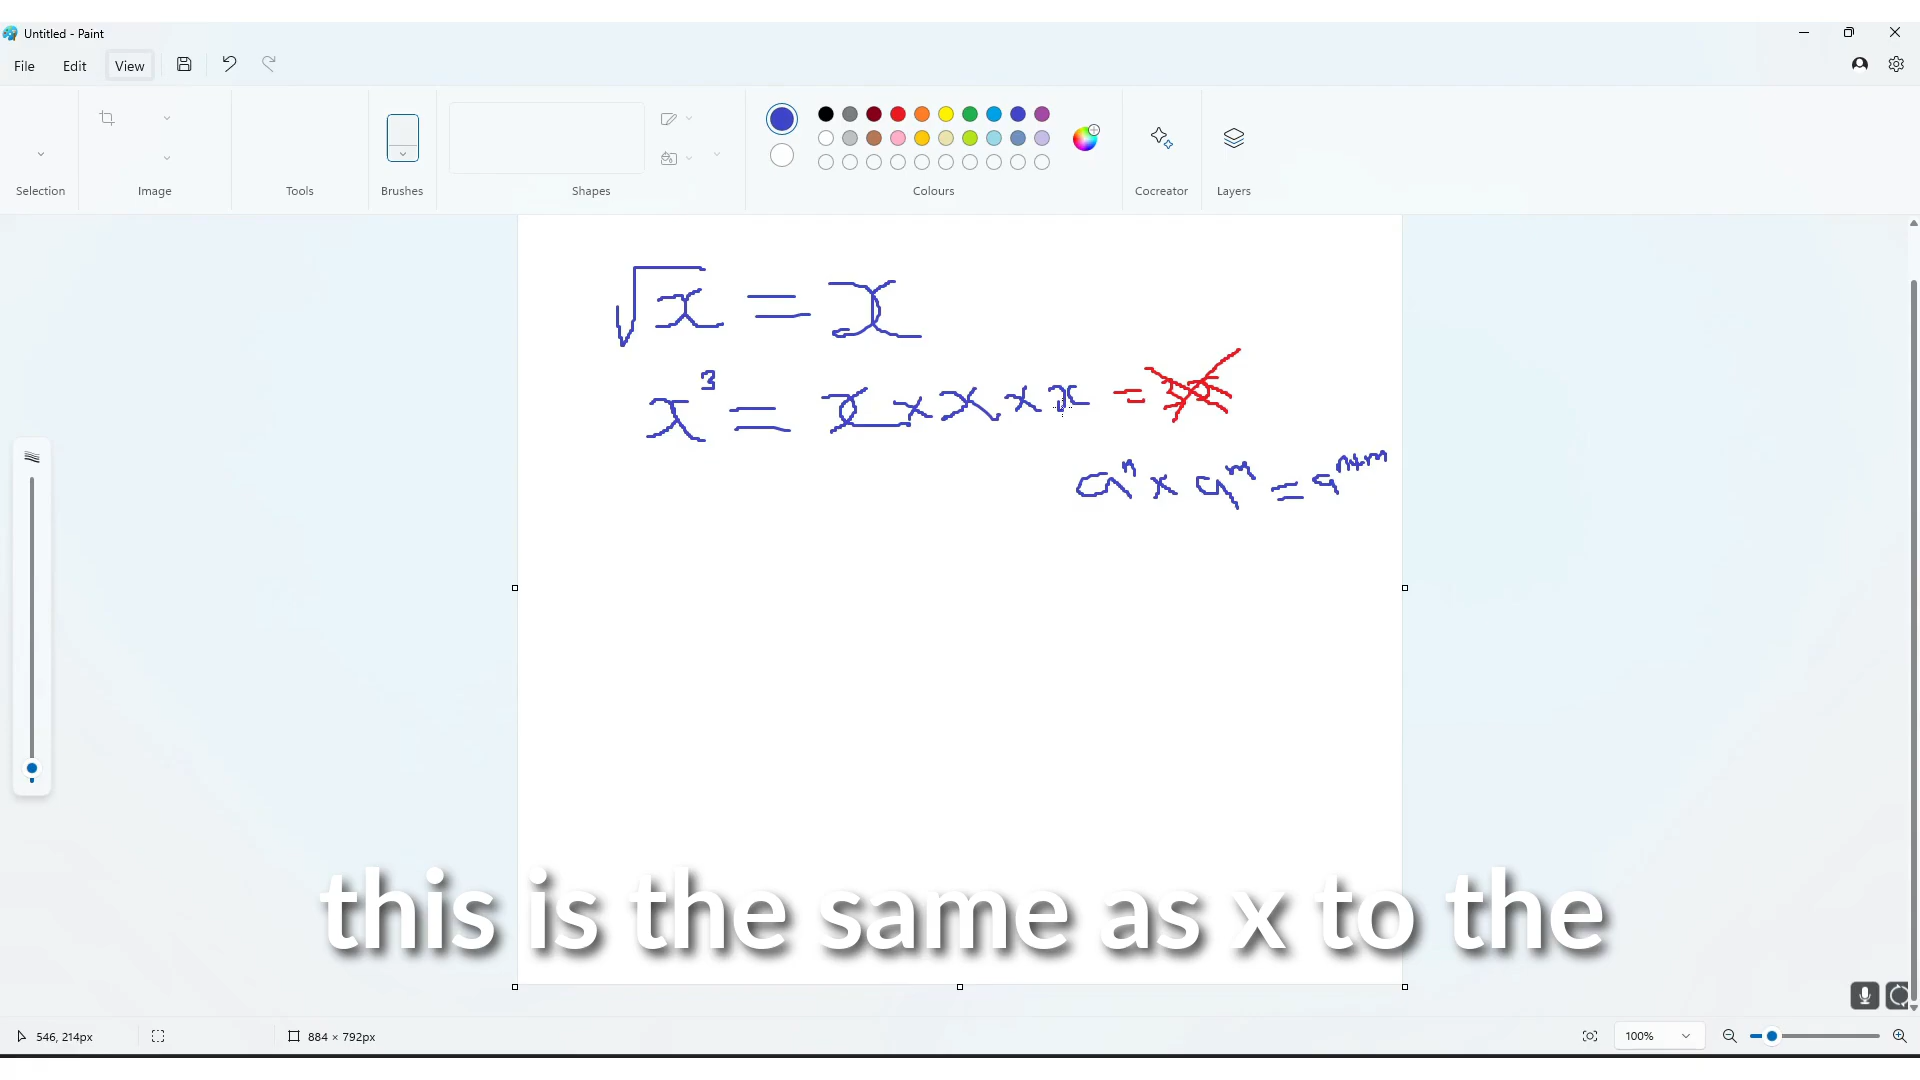 Untitled - Paint
File Edit View
Selection Image Tools Brushes Shapes Colours Cocreator Layers
√x = x
x³ = x × x × x =
aⁿ × aᵐ = aⁿ⁺ᵐ
this is the same as x to the
546, 214px 884 × 792px 100%